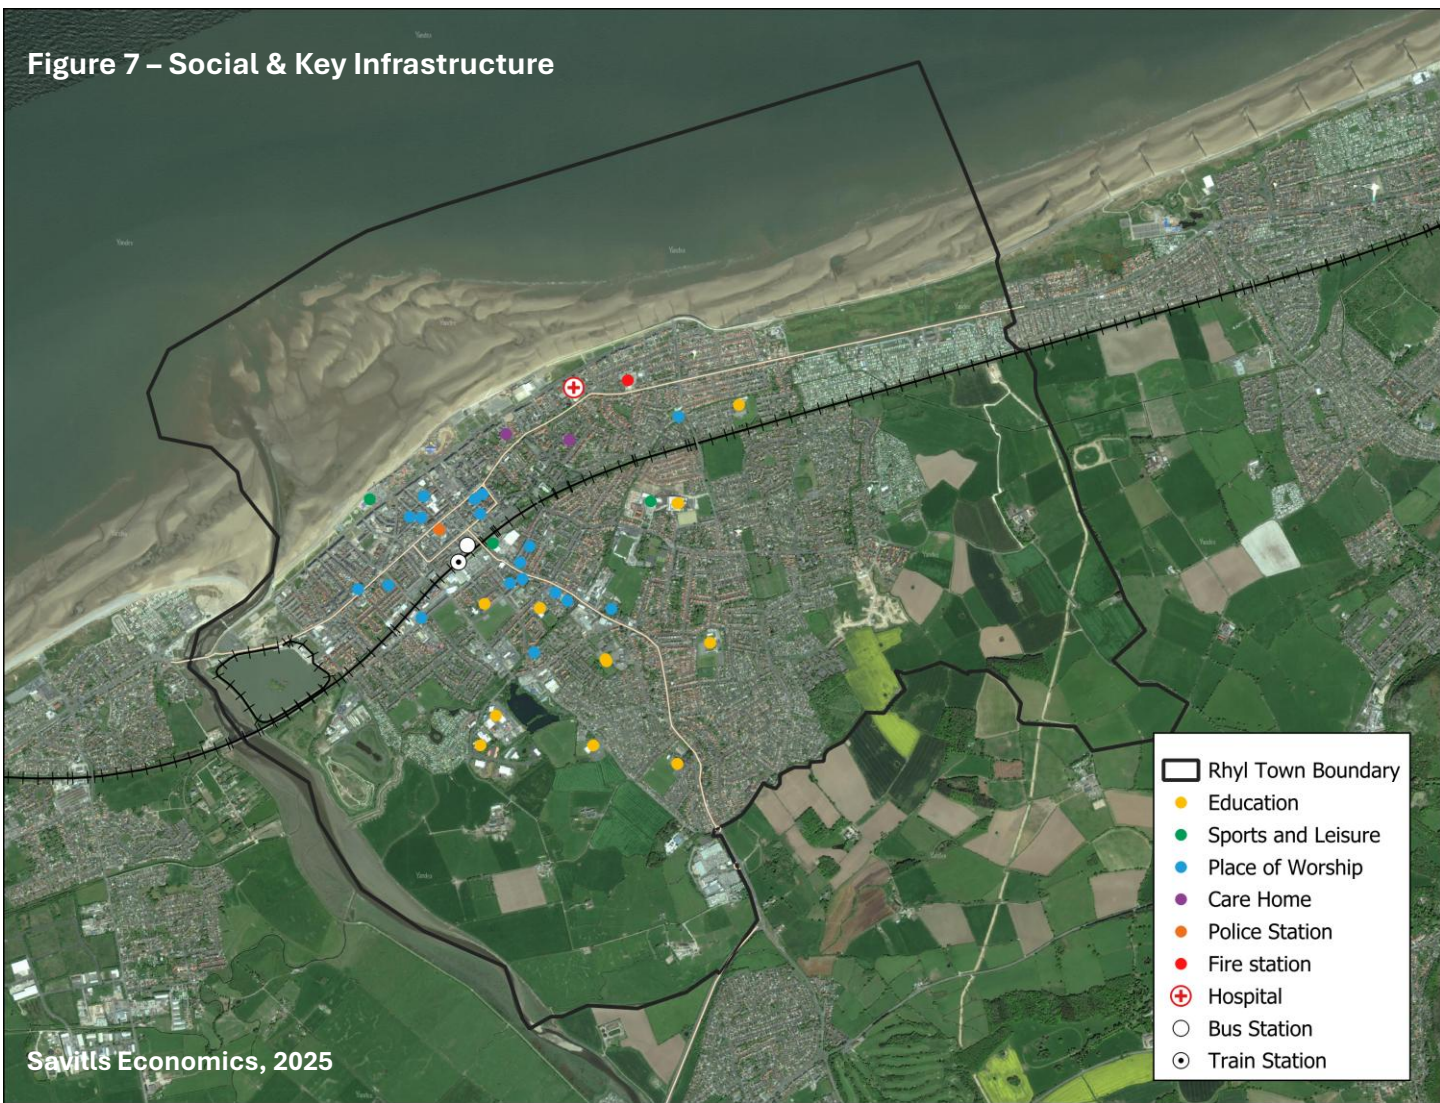 Figure 7 – Social & Key Infrastructure
Rhyl Town Boundary
Education
Sports and Leisure
Place of Worship
Care Home
Police Station
Fire station
Hospital
Bus Station
Train Station
Savills Economics, 2025